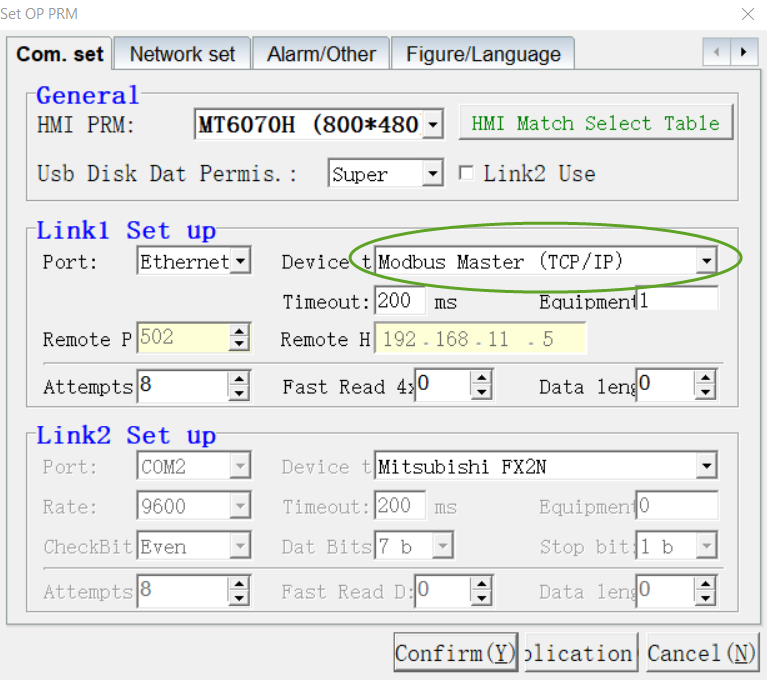 Set OP PRM
Com. set Network set Alarm/Other Figure/Language
General
HMI PRM: MT6070H (800*480 HMI Match Select Table
Usb Disk Dat Permis.: Super Link2 Use
Link1 Set up
Port: Ethernet Device t Modbus Master (TCP/IP)
Timeout: 200 ms Equipment 1
Remote P 502 Remote H 192 . 168 . 11 . 5
Attempts 8 Fast Read 4x 0 Data leng 0
Link2 Set up
Port: COM2 Device t Mitsubishi FX2N
Rate: 9600 Timeout: 200 ms Equipment 0
CheckBit Even Dat Bits 7 b Stop bit: 1 b
Attempts 8 Fast Read D: 0 Data leng 0
Confirm(Y) plication Cancel(N)